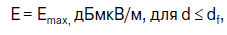 E = Emax, дБмкВ/м, для d ≤ df,